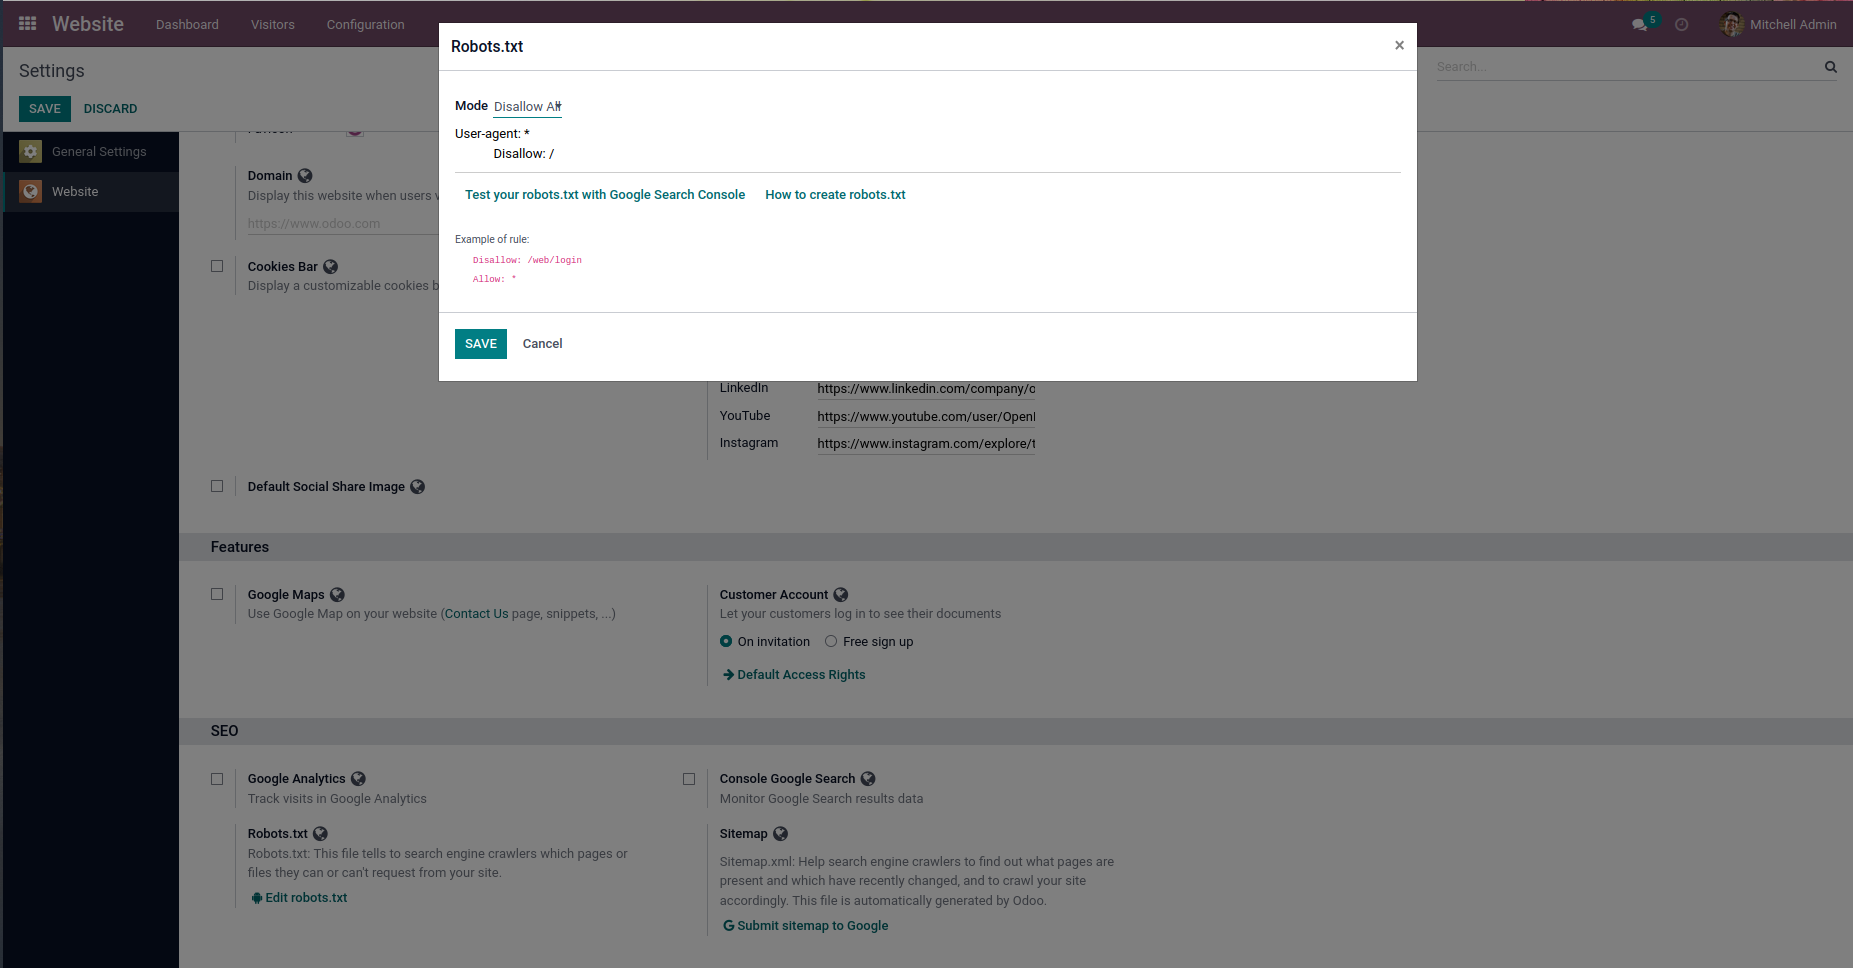 Website
Dashboard
Visitors
Configuration
5
Mitchell Admin
Settings
Search...
SAVE
DISCARD
General Settings
Website
Robots.txt
×
Mode Disallow All
User-agent: *
Disallow: /
Test your robots.txt with Google Search Console
How to create robots.txt
Example of rule:
Disallow: /web/login
Allow: *
SAVE
Cancel
Domain
Display this website when users
https://www.odoo.com
Cookies Bar
Display a customizable cookies
LinkedIn
https://www.linkedin.com/company/o
YouTube
https://www.youtube.com/user/Open
Instagram
https://www.instagram.com/explore/t
Default Social Share Image
Features
Google Maps
Use Google Map on your website (Contact Us page, snippets, ...)
Customer Account
Let your customers log in to see their documents
On invitation
Free sign up
Default Access Rights
SEO
Google Analytics
Track visits in Google Analytics
Console Google Search
Monitor Google Search results data
Robots.txt
Robots.txt: This file tells to search engine crawlers which pages or
files they can or can't request from your site.
Edit robots.txt
Sitemap
Sitemap.xml: Help search engine crawlers to find out what pages are
present and which have recently changed, and to crawl your site
accordingly. This file is automatically generated by Odoo.
Submit sitemap to Google